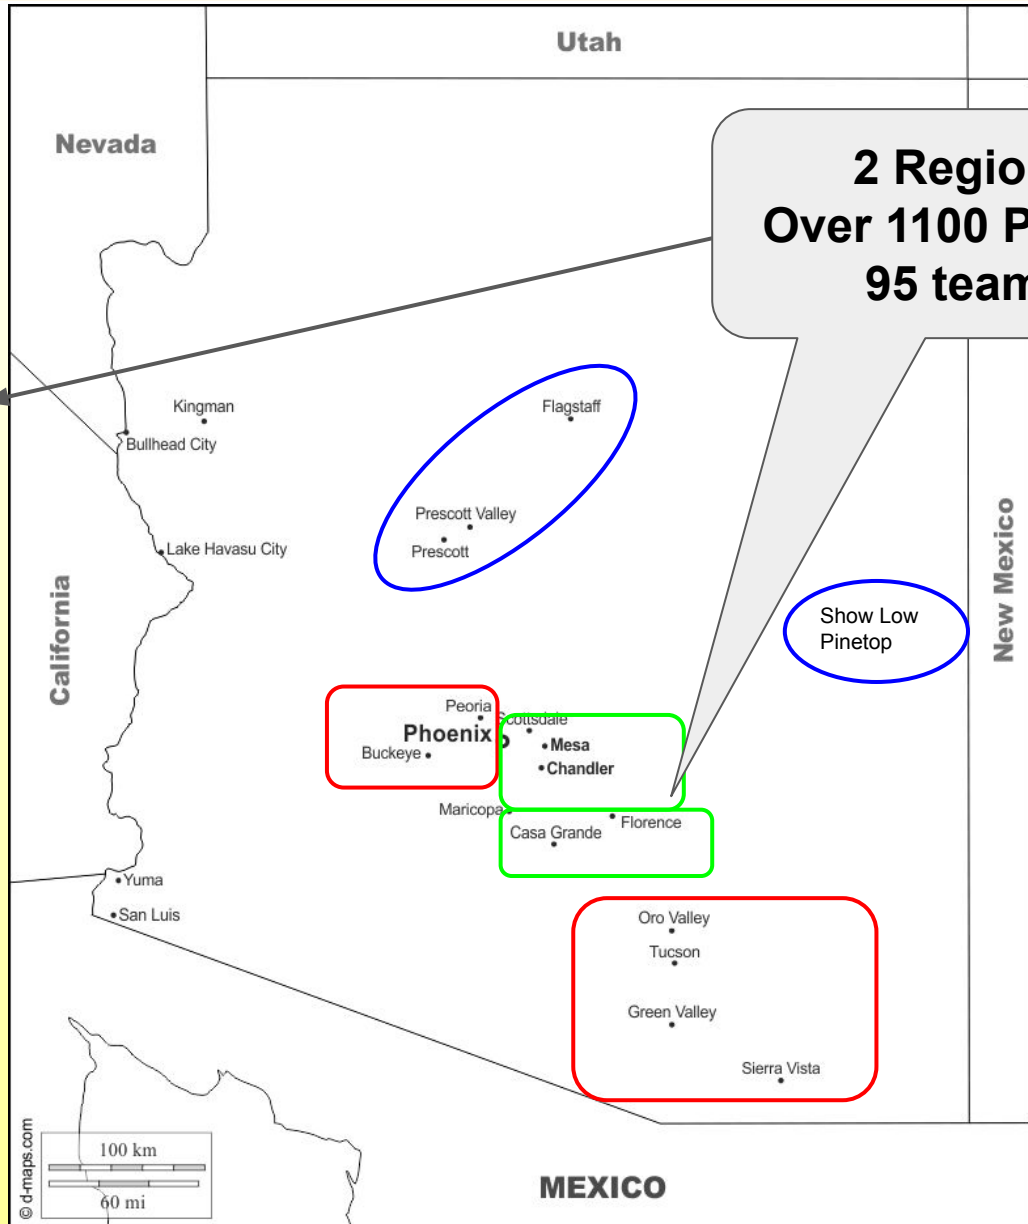 Utah
Nevada
2 Regio
Over 1100 P
95 team
Kingman
Bullhead City
Flagstaff
Prescott Valley
Prescott
Lake Havasu City
California
New Mexico
Show Low
Pinetop
Peoria
Scottsdale
Phoenix
Mesa
Buckeye
Chandler
Maricopa
Florence
Casa Grande
Yuma
San Luis
Oro Valley
Tucson
Green Valley
Sierra Vista
© d-maps.com
100 km
60 mi
MEXICO